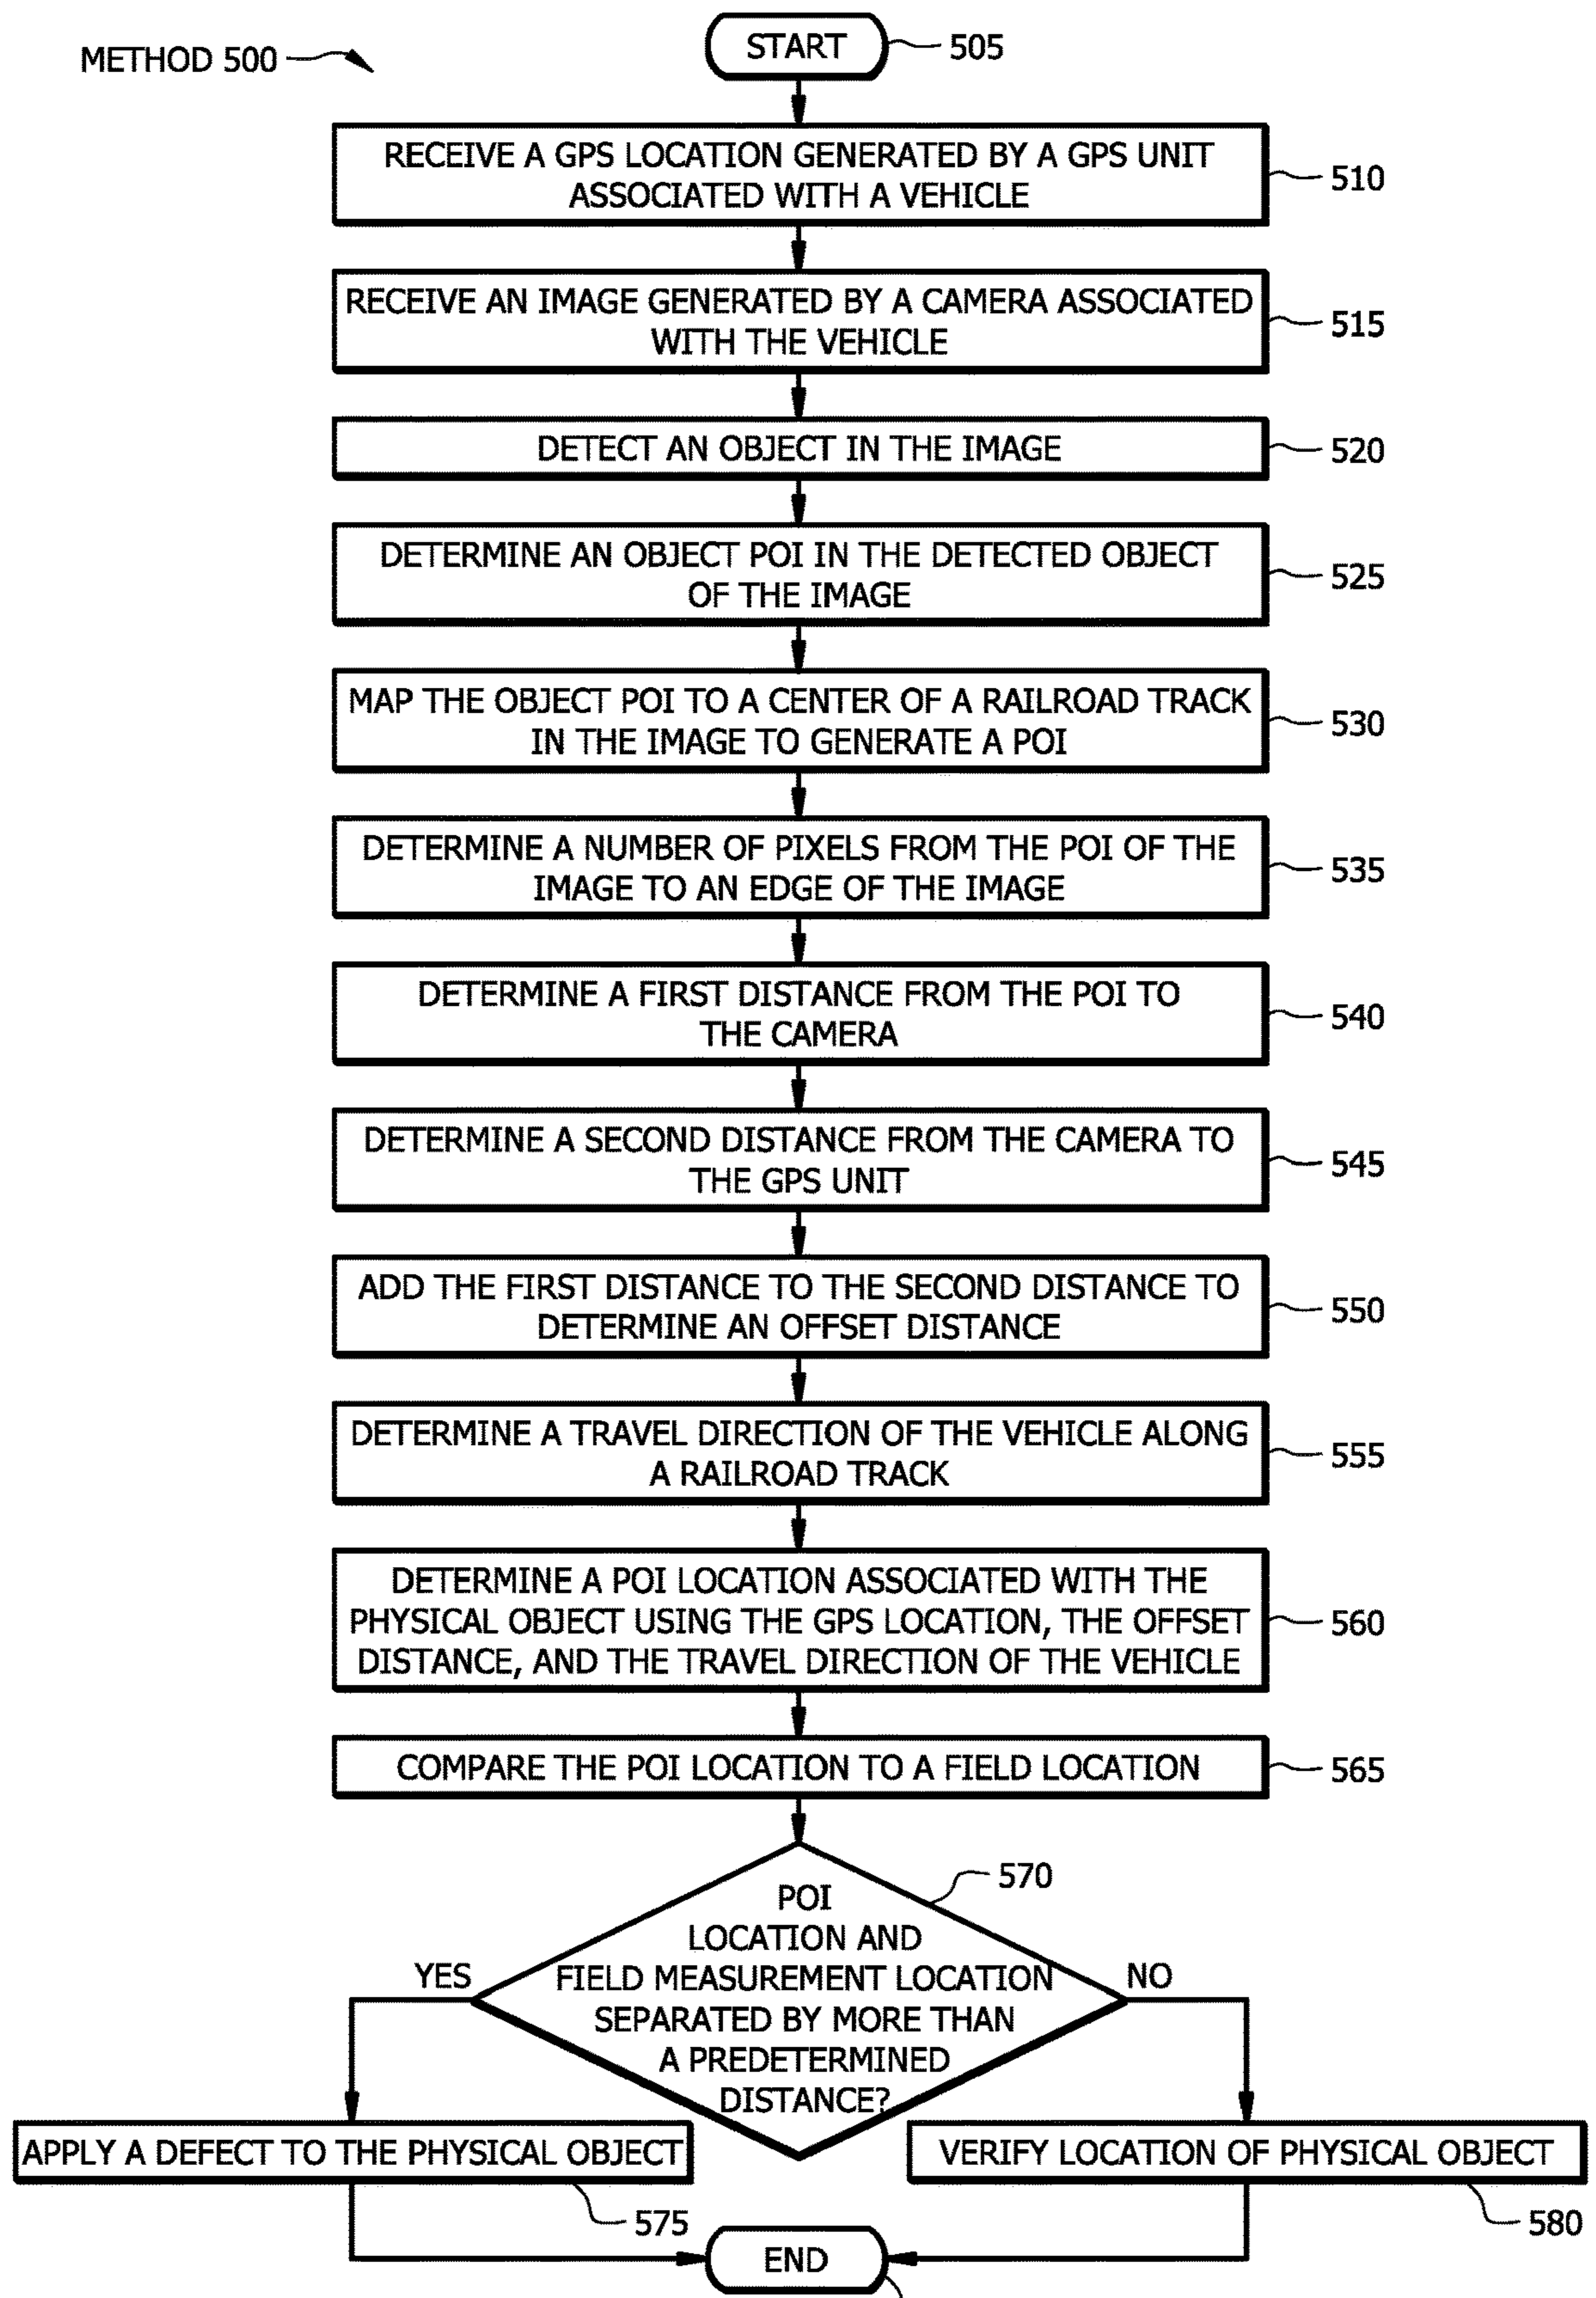 METHOD 500
START
505
RECEIVE A GPS LOCATION GENERATED BY A GPS UNIT
ASSOCIATED WITH A VEHICLE
510
RECEIVE AN IMAGE GENERATED BY A CAMERA ASSOCIATED
WITH THE VEHICLE
515
DETECT AN OBJECT IN THE IMAGE
520
DETERMINE AN OBJECT POI IN THE DETECTED OBJECT
OF THE IMAGE
525
MAP THE OBJECT POI TO A CENTER OF A RAILROAD TRACK
IN THE IMAGE TO GENERATE A POI
530
DETERMINE A NUMBER OF PIXELS FROM THE POI OF THE
IMAGE TO AN EDGE OF THE IMAGE
535
DETERMINE A FIRST DISTANCE FROM THE POI TO
THE CAMERA
540
DETERMINE A SECOND DISTANCE FROM THE CAMERA TO
THE GPS UNIT
545
ADD THE FIRST DISTANCE TO THE SECOND DISTANCE TO
DETERMINE AN OFFSET DISTANCE
550
DETERMINE A TRAVEL DIRECTION OF THE VEHICLE ALONG
A RAILROAD TRACK
555
DETERMINE A POI LOCATION ASSOCIATED WITH THE
PHYSICAL OBJECT USING THE GPS LOCATION, THE OFFSET
DISTANCE, AND THE TRAVEL DIRECTION OF THE VEHICLE
560
COMPARE THE POI LOCATION TO A FIELD LOCATION
565
570
POI
LOCATION AND
FIELD MEASUREMENT LOCATION
SEPARATED BY MORE THAN
A PREDETERMINED
DISTANCE?
YES
NO
APPLY A DEFECT TO THE PHYSICAL OBJECT
575
VERIFY LOCATION OF PHYSICAL OBJECT
580
END